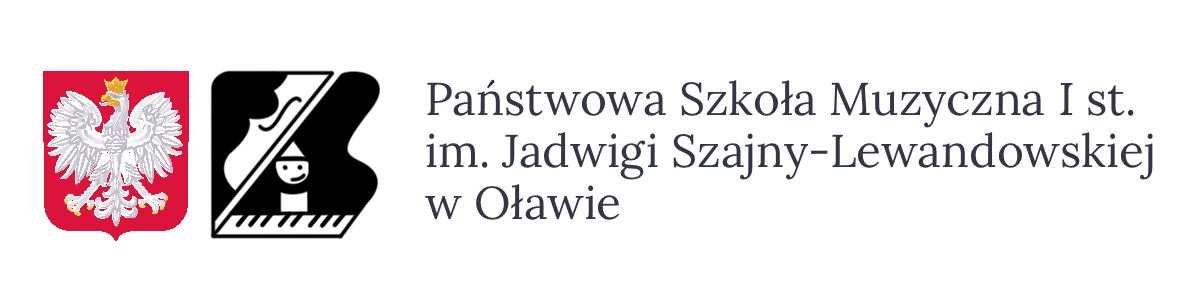 Państwowa Szkoła Muzyczna I st.
im. Jadwigi Szajny-Lewandowskiej
w Oławie